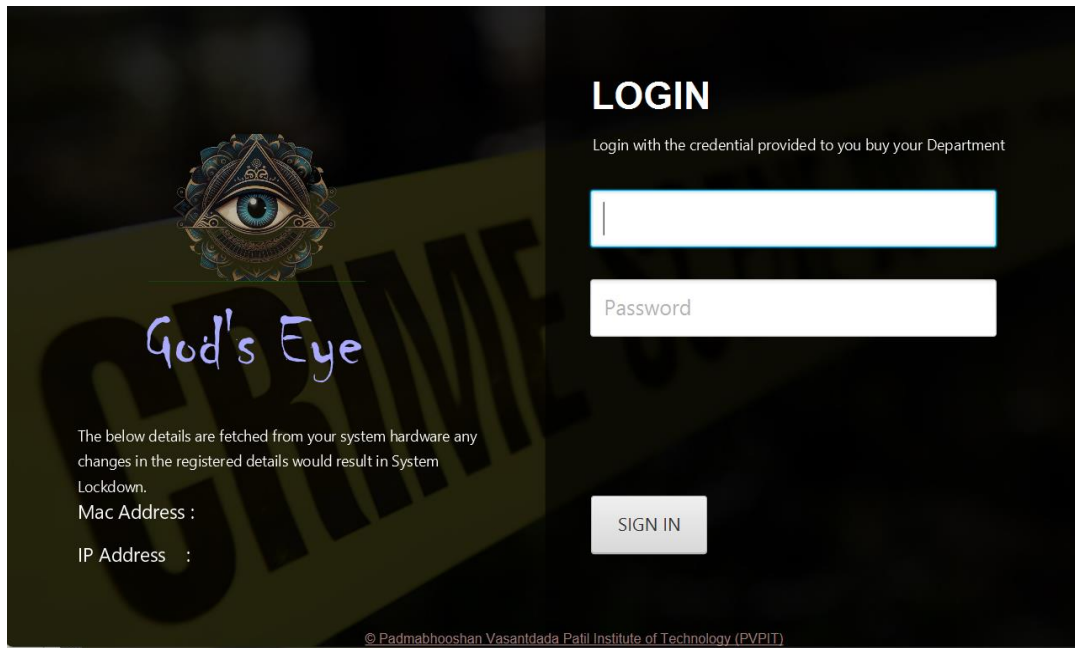 God's Eye
The below details are fetched from your system hardware any
changes in the registered details would result in System
Lockdown.
Mac Address :
IP Address :
LOGIN
Login with the credential provided to you buy your Department
Password
SIGN IN
CRIME
© Padmabhooshan Vasantdada Patil Institute of Technology (PVPIT)